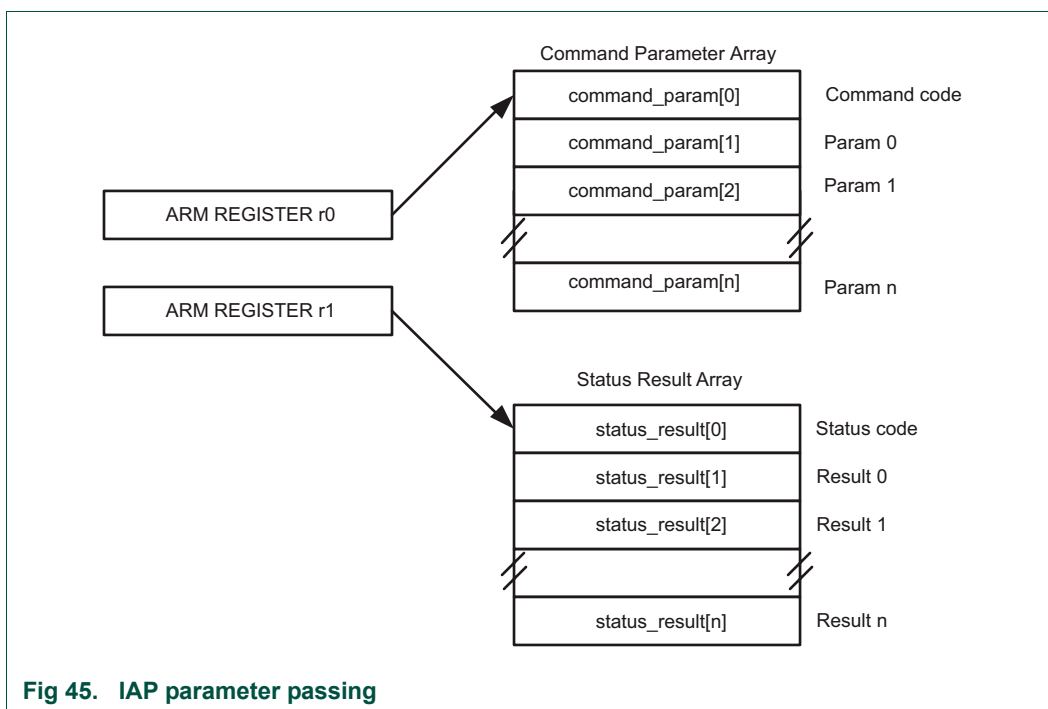 Command Parameter Array
command_param[0] Command code
command_param[1] Param 0
command_param[2] Param 1
ARM REGISTER r0
command_param[n] Param n
ARM REGISTER r1
Status Result Array
status_result[0] Status code
status_result[1] Result 0
status_result[2] Result 1
status_result[n] Result n
Fig 45. IAP parameter passing